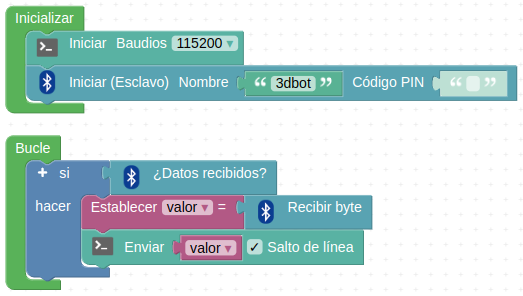 Inicializar
Iniciar Baudios 115200
Iniciar (Esclavo) Nombre “ 3dbot ” Código PIN “ ”
Bucle
si ¿Datos recibidos?
hacer Establecer valor = Recibir byte
Enviar valor ✓ Salto de línea